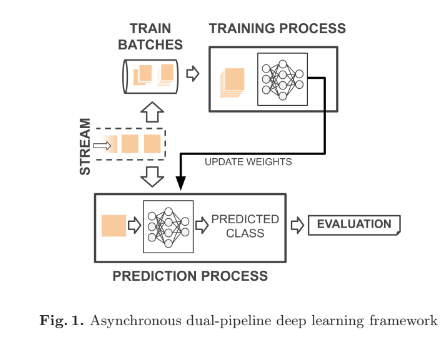 TRAIN
BATCHES
TRAINING PROCESS
STREAM
UPDATE WEIGHTS
PREDICTED
CLASS
EVALUATION
PREDICTION PROCESS
Fig. 1. Asynchronous dual-pipeline deep learning framework